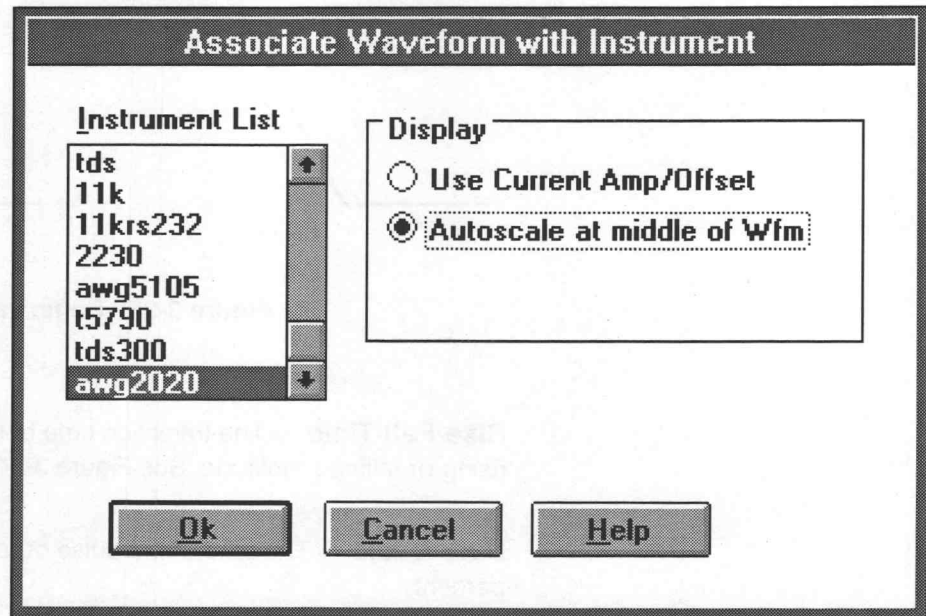 Associate Waveform with Instrument
Instrument List
tds
11k
11krs232
2230
awg5105
t5790
tds300
awg2020
Display
Use Current Amp/Offset
Autoscale at middle of Wfm
Ok
Cancel
Help